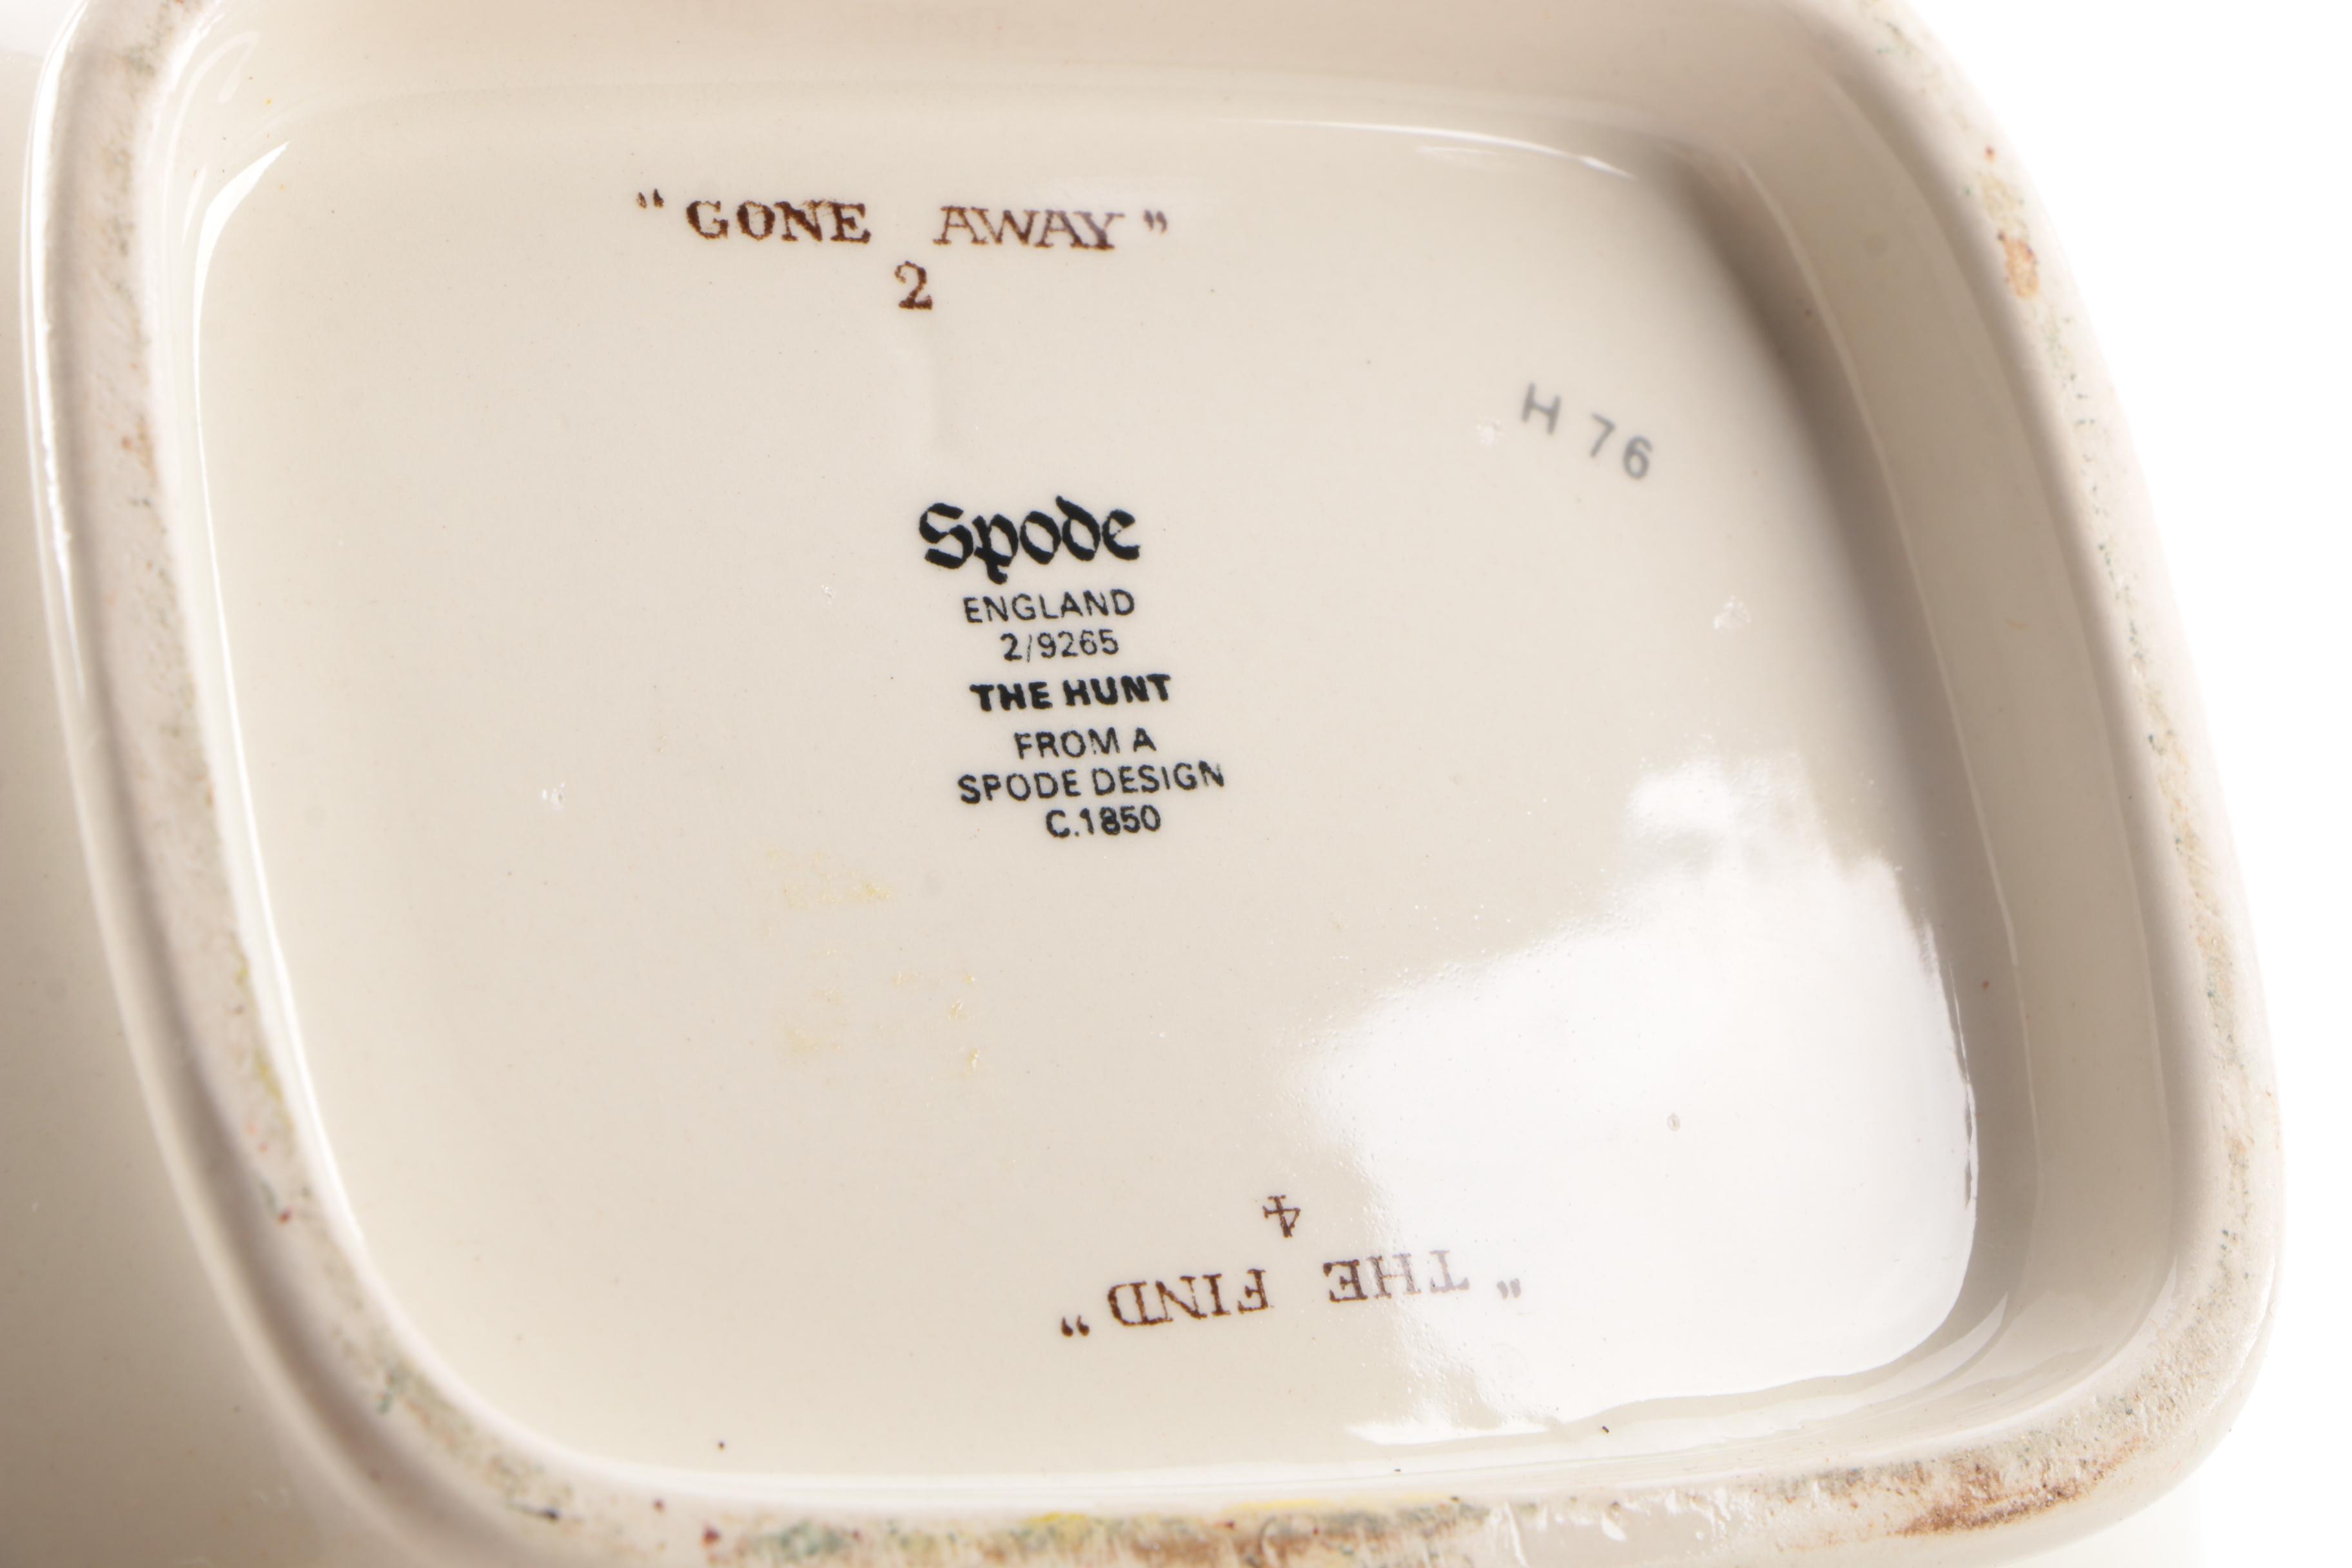 "GONE AWAY"
2
H 76
Spode
ENGLAND
2/9265
THE HUNT
FROM A
SPODE DESIGN
C.1850
"THE FIND"
4